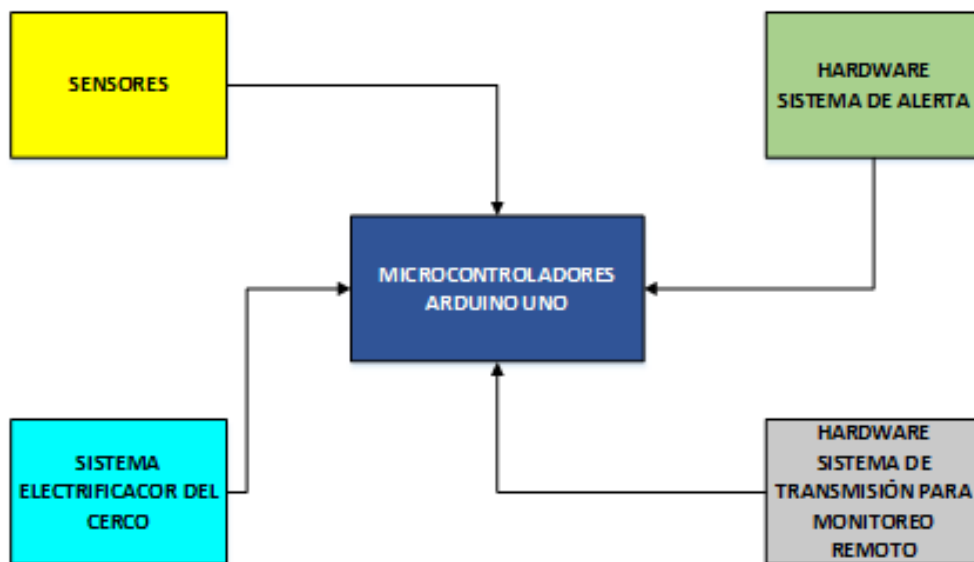 SENSORES
HARDWARE
SISTEMA DE ALERTA
MICROCONTROLADORES
ARDUINO UNO
SISTEMA
ELECTRIFICACOR DEL
CERCO
HARDWARE
SISTEMA DE
TRANSMISIÓN PARA
MONITOREO
REMOTO